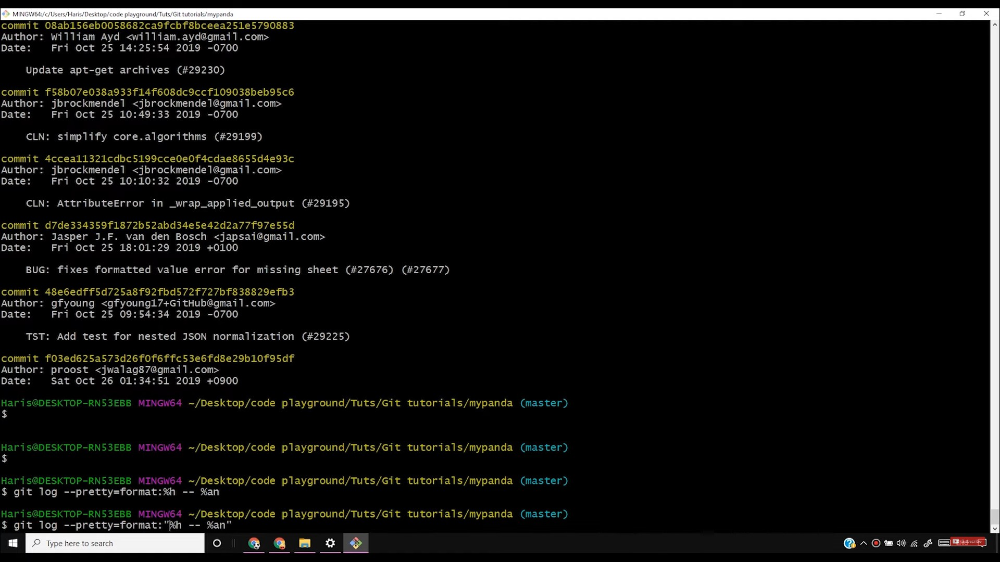 MINGW64:/c/Users/Haris/Desktop/code playground/Tuts/Git tutorials/mypanda
commit 08ab156eb0058682ca9fcbf8bceea251e5790883
Author: William Ayd <william.ayd@gmail.com>
Date:   Fri Oct 25 14:25:54 2019 -0700
Update apt-get archives (#29230)
commit f58b07e038a933f14f608dc9ccf109038beb95c6
Author: jbrockmendel <jbrockmendel@gmail.com>
Date:   Fri Oct 25 10:49:33 2019 -0700
CLN: simplify core.algorithms (#29199)
commit 4ccea11321cdbc5199cce0e0f4cdae8655d4e93c
Author: jbrockmendel <jbrockmendel@gmail.com>
Date:   Fri Oct 25 10:10:32 2019 -0700
CLN: AttributeError in _wrap_applied_output (#29195)
commit d7de334359f1872b52abd34e5e42d2a77f97e55d
Author: Jasper J.F. van den Bosch <japsai@gmail.com>
Date:   Fri Oct 25 18:01:29 2019 +0100
BUG: fixes formatted value error for missing sheet (#27676) (#27677)
commit 48e6edff5d725a8f92fbd572f727bf838829efb3
Author: gfyoung <gfyoung17+GitHub@gmail.com>
Date:   Fri Oct 25 09:54:34 2019 -0700
TST: Add test for nested JSON normalization (#29225)
commit f03ed625a573d26f0f6ffc53e6fd8e29b10f95df
Author: proost <jwalag87@gmail.com>
Date:   Sat Oct 26 01:34:51 2019 +0900
Haris@DESKTOP-RN53EBB MINGW64 ~/Desktop/code playground/Tuts/Git tutorials/mypanda (master)
$
Haris@DESKTOP-RN53EBB MINGW64 ~/Desktop/code playground/Tuts/Git tutorials/mypanda (master)
$
Haris@DESKTOP-RN53EBB MINGW64 ~/Desktop/code playground/Tuts/Git tutorials/mypanda (master)
$ git log --pretty=format:%h -- %an
Haris@DESKTOP-RN53EBB MINGW64 ~/Desktop/code playground/Tuts/Git tutorials/mypanda (master)
$ git log --pretty=format:"%h -- %an"
Type here to search
Subscribe